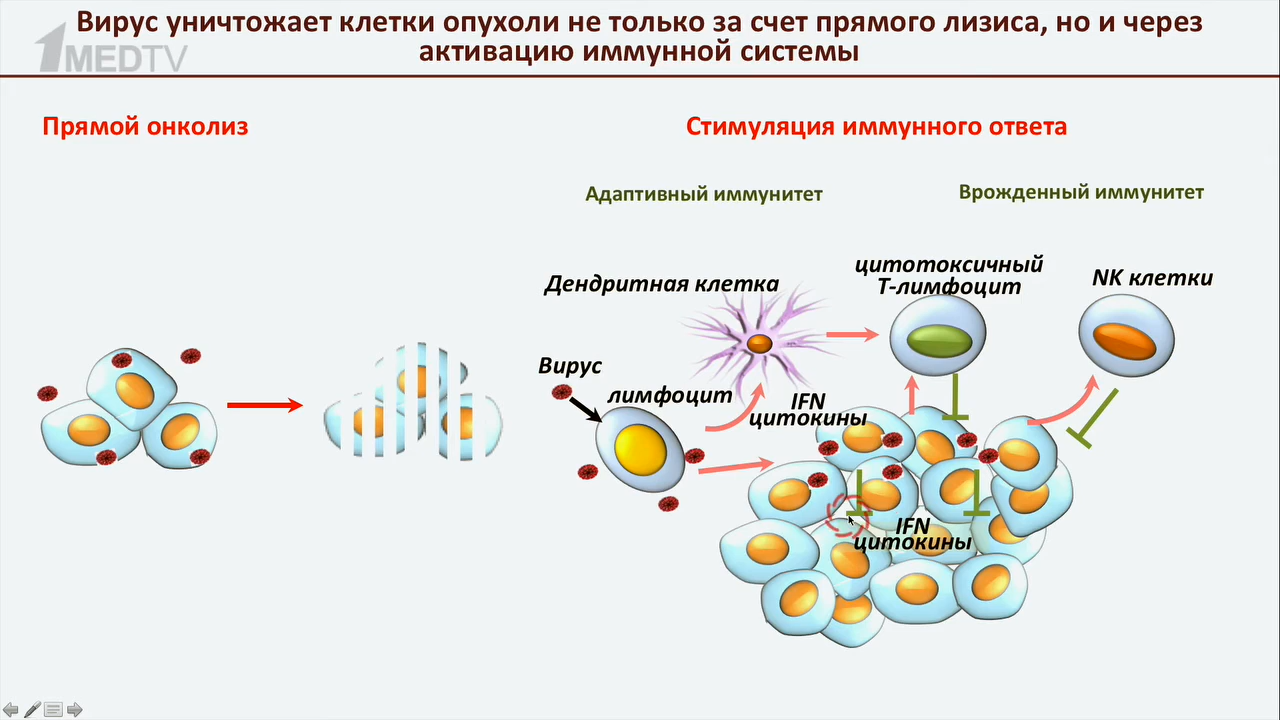 Вирус уничтожает клетки опухоли не только за счет прямого лизиса, но и через
активацию иммунной системы
1MEDTV
Прямой онколиз
Стимуляция иммунного ответа
Адаптивный иммунитет
Врожденный иммунитет
цитотоксичный
Т-лимфоцит
NK клетки
Дендритная клетка
Вирус
лимфоцит
IFN
цитокины
IFN
цитокины